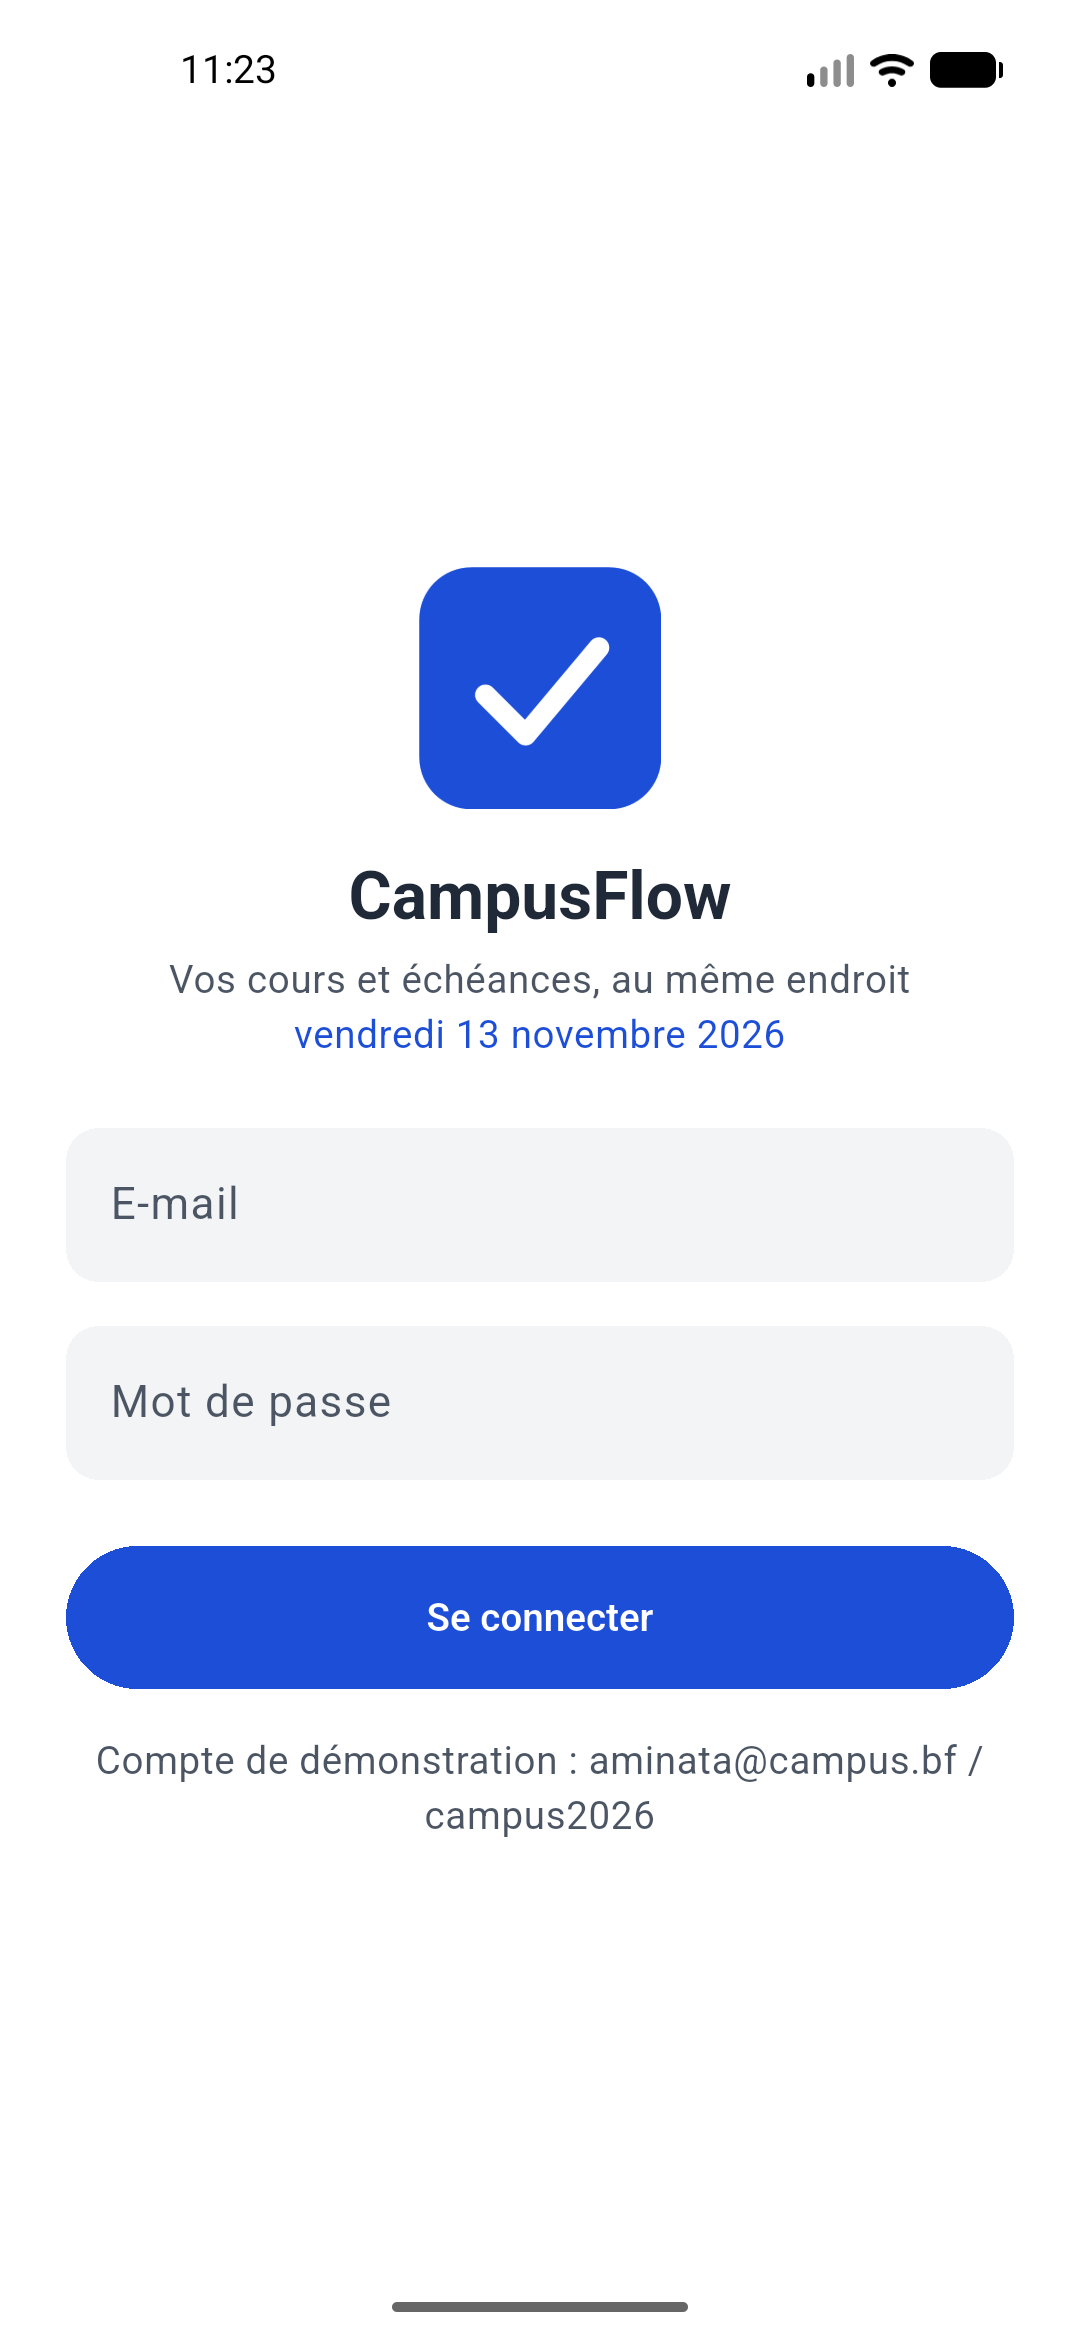 11:23
CampusFlow
Vos cours et échéances, au même endroit
vendredi 13 novembre 2026
E-mail
Mot de passe
Se connecter
Compte de démonstration : aminata@campus.bf /
campus2026